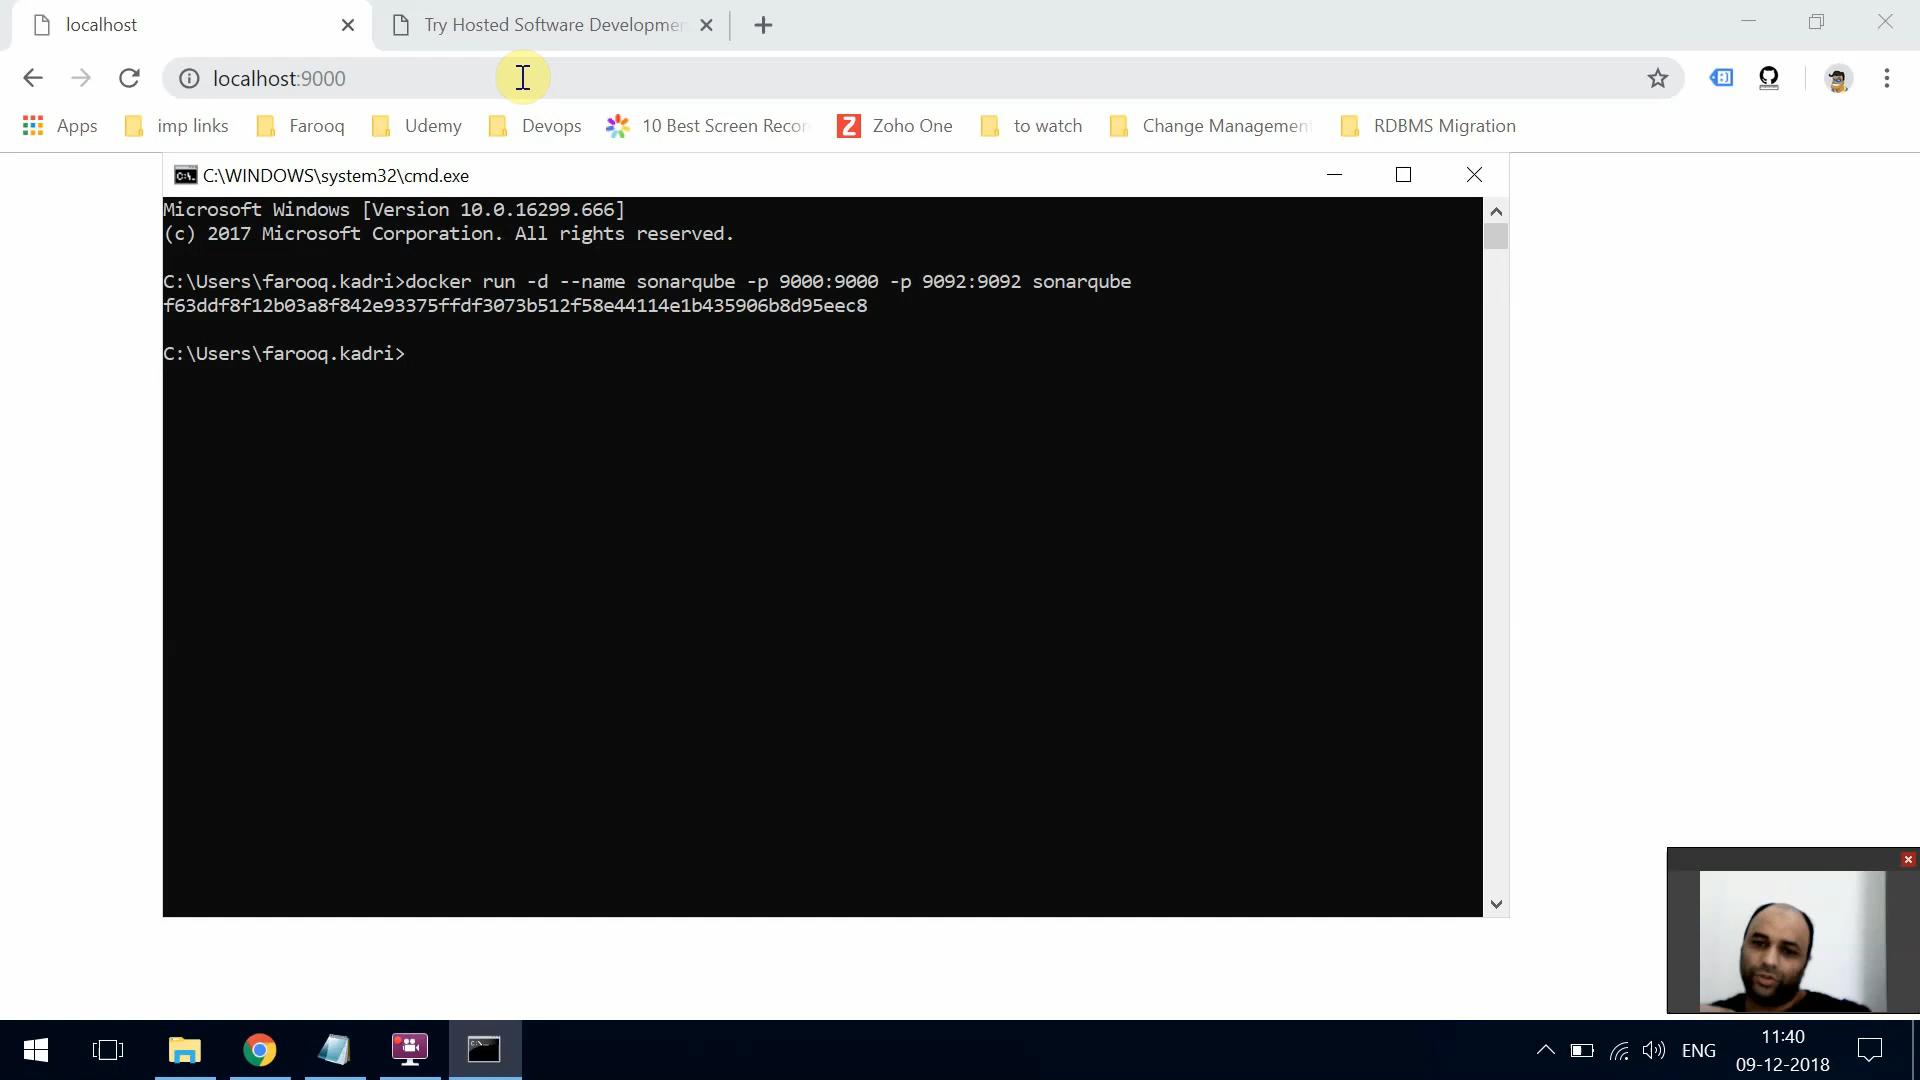 localhost
Try Hosted Software Developmen
localhost:9000
Apps
imp links
Farooq
Udemy
Devops
10 Best Screen Recor
Zoho One
to watch
Change Management
RDBMS Migration
C:\WINDOWS\system32\cmd.exe
Microsoft Windows [Version 10.0.16299.666]
(c) 2017 Microsoft Corporation. All rights reserved.
C:\Users\farooq.kadri>docker run -d --name sonarqube -p 9000:9000 -p 9092:9092 sonarqube
f63ddf8f12b03a8f842e93375ffdf3073b512f58e44114e1b435906b8d95eec8
C:\Users\farooq.kadri>
ENG
11:40
09-12-2018